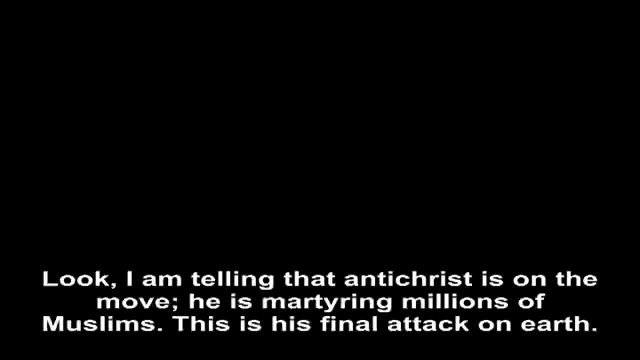 Look, I am telling that antichrist is on the
move; he is martyring millions of
Muslims. This is his final attack on earth.